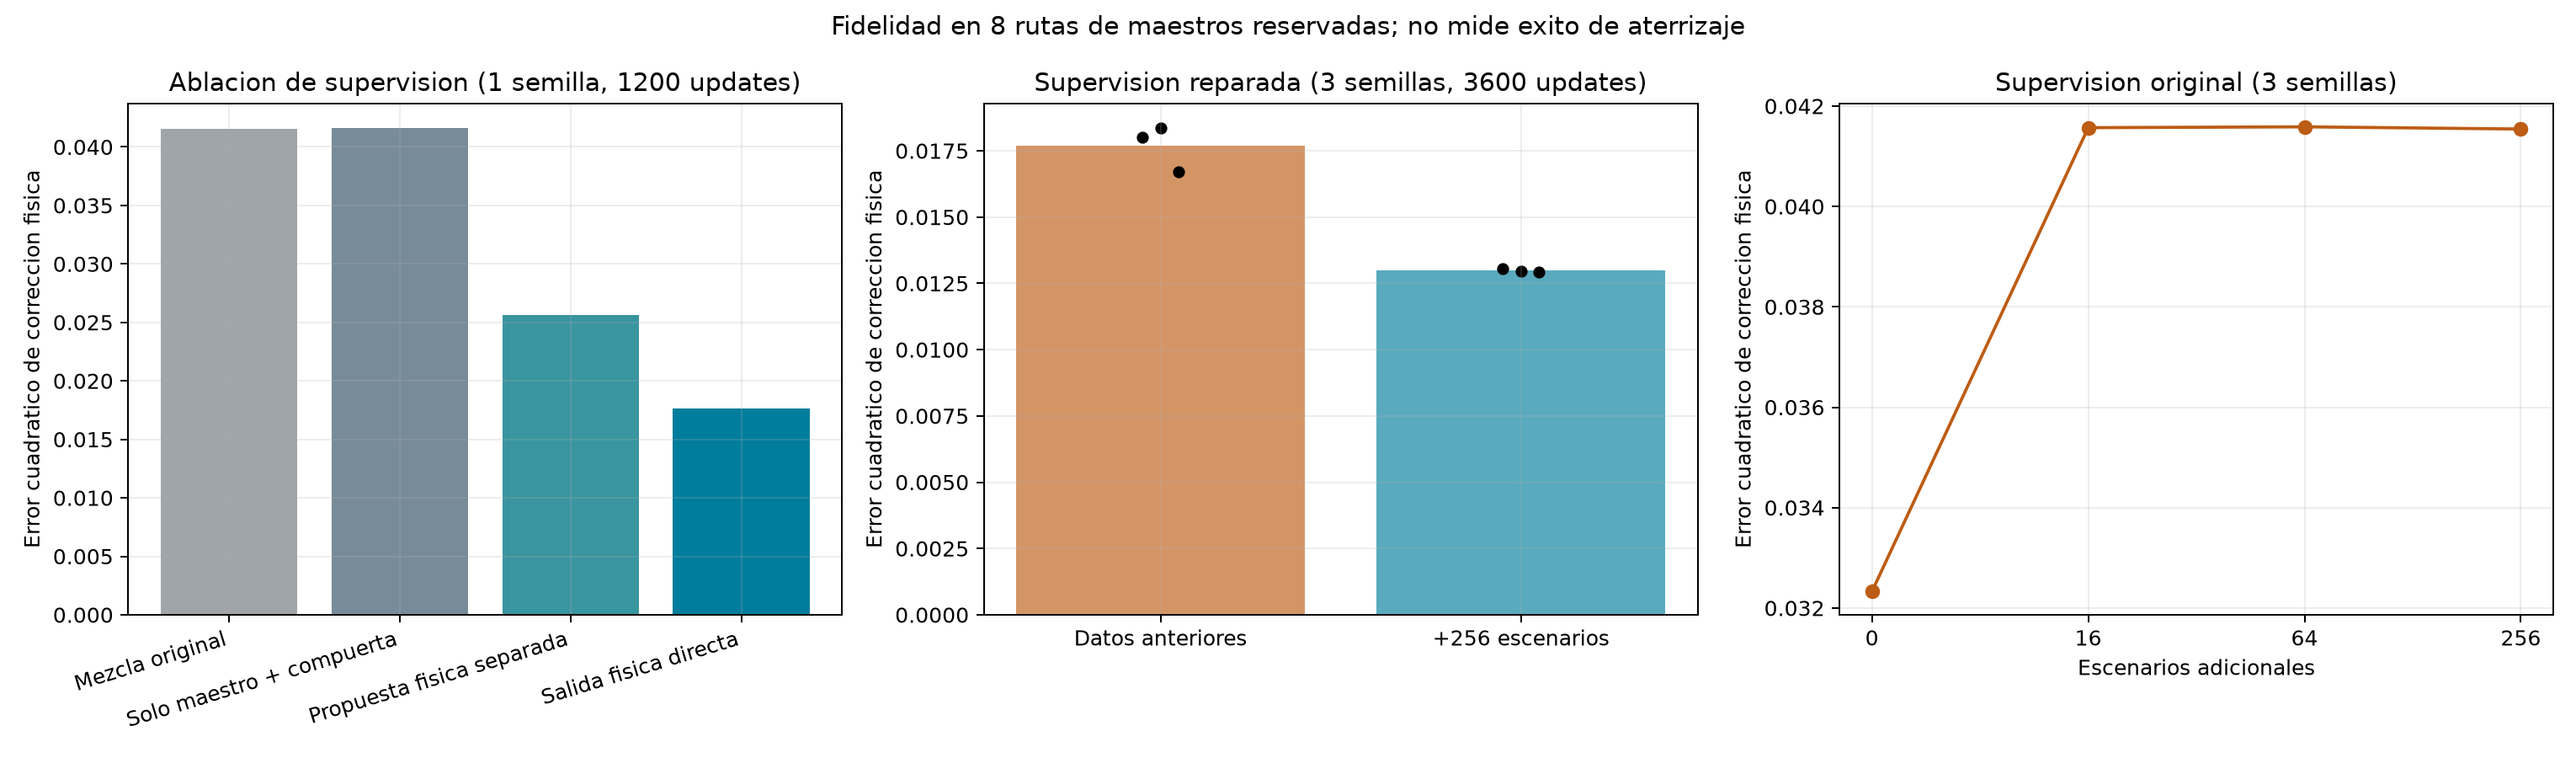 Fidelidad en 8 rutas de maestros reservadas; no mide exito de aterrizaje
Ablacion de supervision (1 semilla, 1200 updates)
Error cuadratico de correccion fisica
0.040
0.035
0.030
0.025
0.020
0.015
0.010
0.005
0.000
Mezcla original
Solo maestro + compuerta
Propuesta fisica separada
Salida fisica directa
Supervision reparada (3 semillas, 3600 updates)
Error cuadratico de correccion fisica
0.0175
0.0150
0.0125
0.0100
0.0075
0.0050
0.0025
0.0000
Datos anteriores
+256 escenarios
Supervision original (3 semillas)
Error cuadratico de correccion fisica
0.042
0.040
0.038
0.036
0.034
0.032
0
16
64
256
Escenarios adicionales